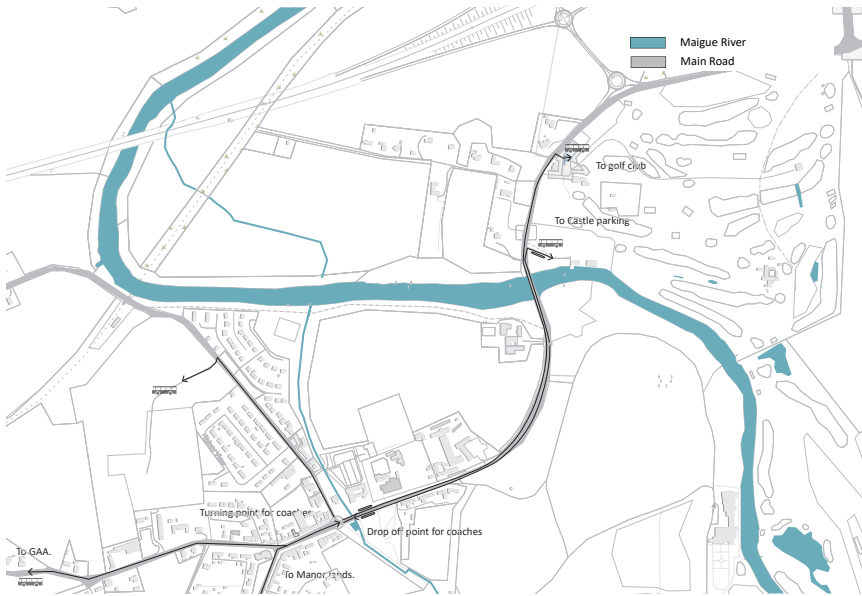 Maigue River
Main Road
To golf club
To Castle parking
Turning point for coaches
Drop off point for coaches
To GAA.
To Manor lands.